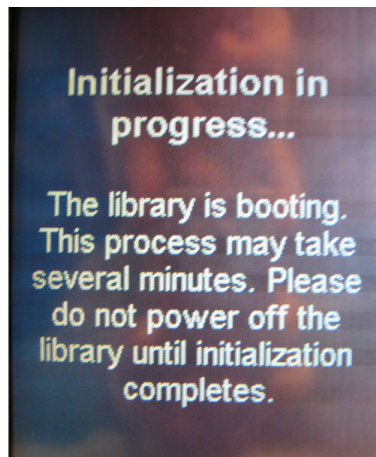 Initialization in
progress...
The library is booting.
This process may take
several minutes. Please
do not power off the
library until initialization
completes.